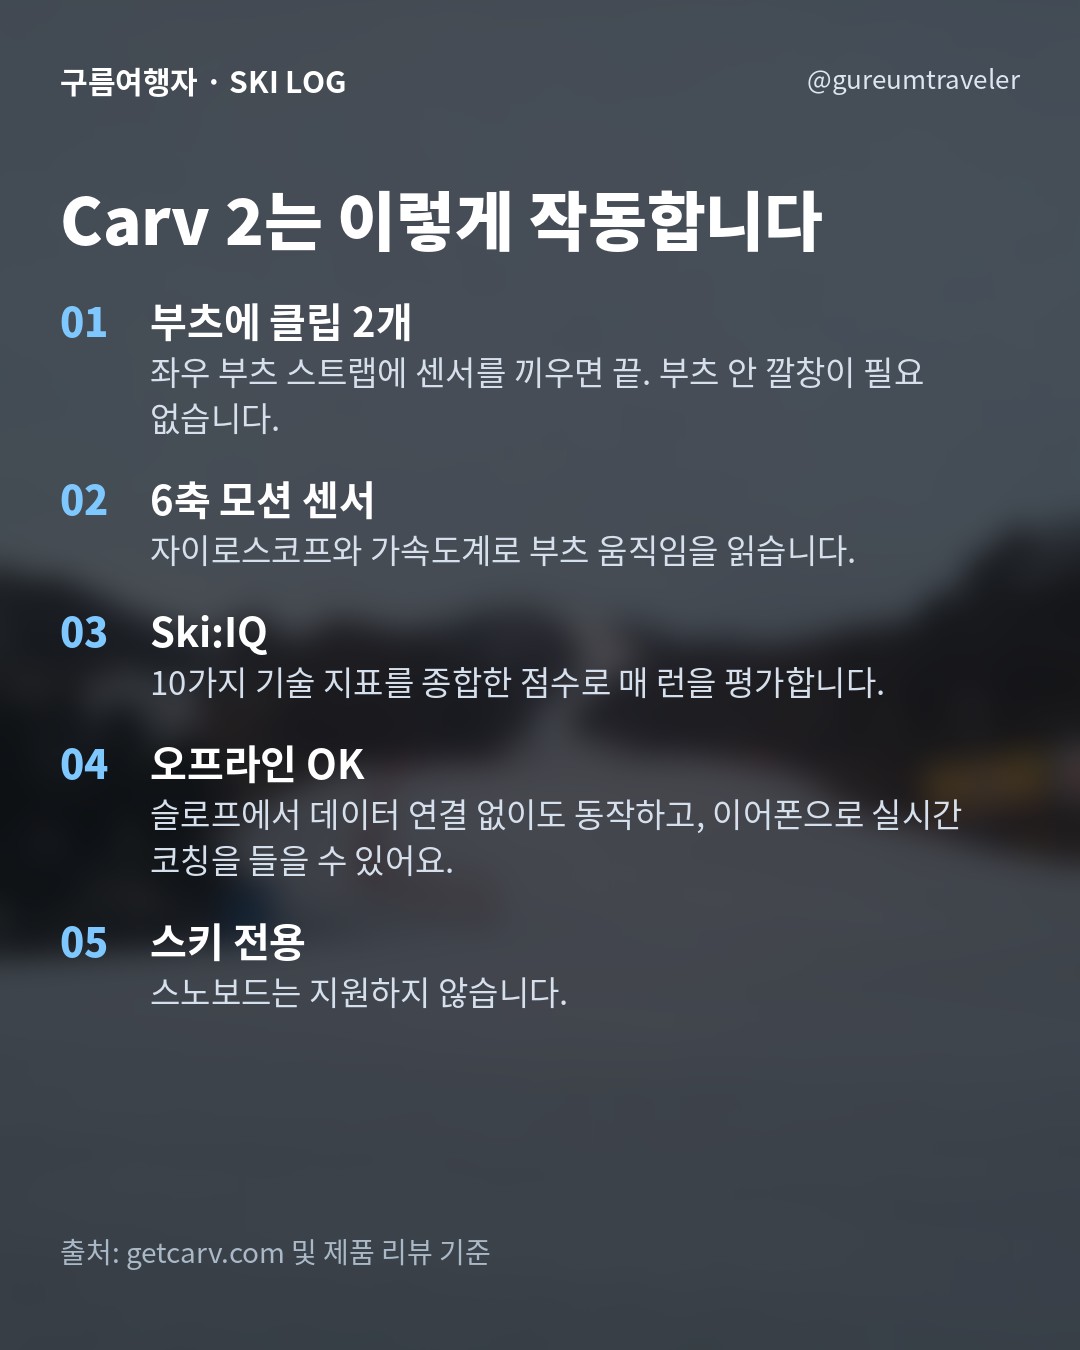 구름여행자 · SKI LOG
@gureumtraveler
Carv 2는 이렇게 작동합니다
01 부츠에 클립 2개
좌우 부츠 스트랩에 센서를 끼우면 끝. 부츠 안 깔창이 필요
없습니다.
02 6축 모션 센서
자이로스코프와 가속도계로 부츠 움직임을 읽습니다.
03 Ski:IQ
10가지 기술 지표를 종합한 점수로 매 런을 평가합니다.
04 오프라인 OK
슬로프에서 데이터 연결 없이도 동작하고, 이어폰으로 실시간
코칭을 들을 수 있어요.
05 스키 전용
스노보드는 지원하지 않습니다.
출처: getcarv.com 및 제품 리뷰 기준